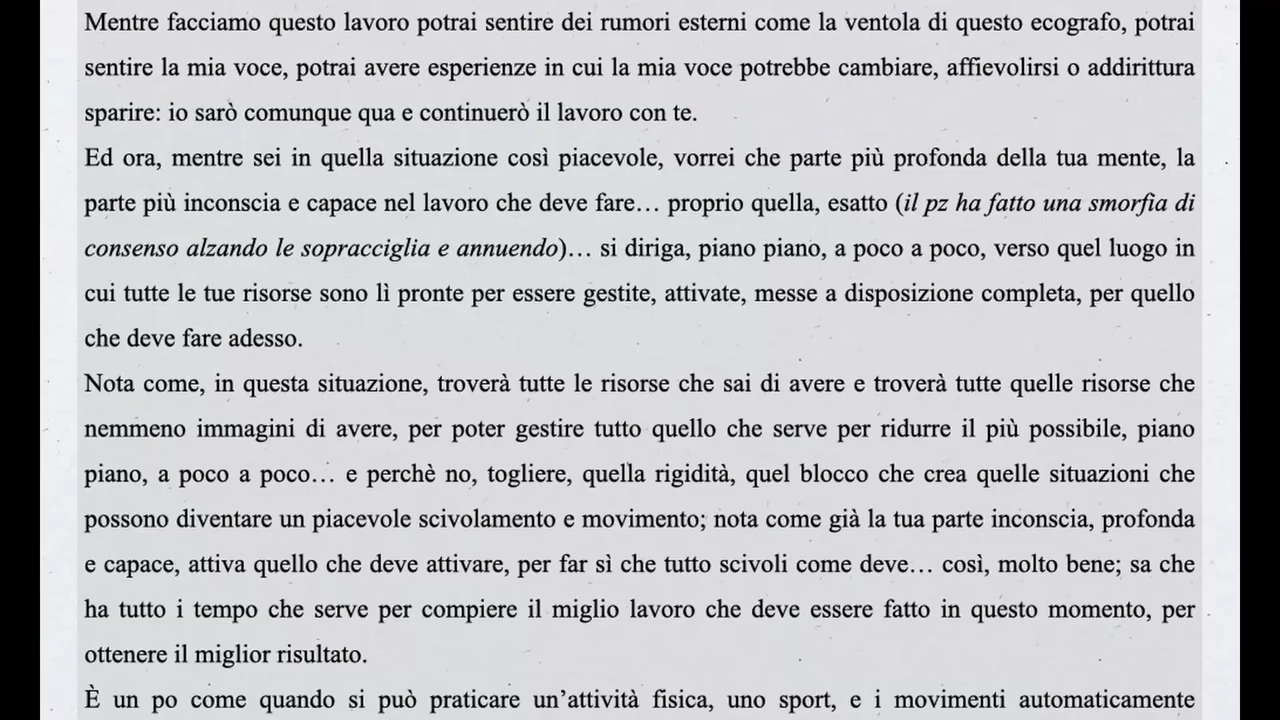 Mentre facciamo questo lavoro potrai sentire dei rumori esterni come la ventola di questo ecografo, potrai
sentire la mia voce, potrai avere esperienze in cui la mia voce potrebbe cambiare, affievolirsi o addirittura
sparire: io sarò comunque qua e continuerò il lavoro con te.
Ed ora, mentre sei in quella situazione così piacevole, vorrei che parte più profonda della tua mente, la
parte più inconscia e capace nel lavoro che deve fare… proprio quella, esatto (il pz ha fatto una smorfia di
consenso alzando le sopracciglia e annuendo)… si diriga, piano piano, a poco a poco, verso quel luogo in
cui tutte le tue risorse sono lì pronte per essere gestite, attivate, messe a disposizione completa, per quello
che deve fare adesso.
Nota come, in questa situazione, troverà tutte le risorse che sai di avere e troverà tutte quelle risorse che
nemmeno immagini di avere, per poter gestire tutto quello che serve per ridurre il più possibile, piano
piano, a poco a poco… e perchè no, togliere, quella rigidità, quel blocco che crea quelle situazioni che
possono diventare un piacevole scivolamento e movimento; nota come già la tua parte inconscia, profonda
e capace, attiva quello che deve attivare, per far sì che tutto scivoli come deve… così, molto bene; sa che
ha tutto i tempo che serve per compiere il miglio lavoro che deve essere fatto in questo momento, per
ottenere il miglior risultato.
È un po come quando si può praticare un’attività fisica, uno sport, e i movimenti automaticamente